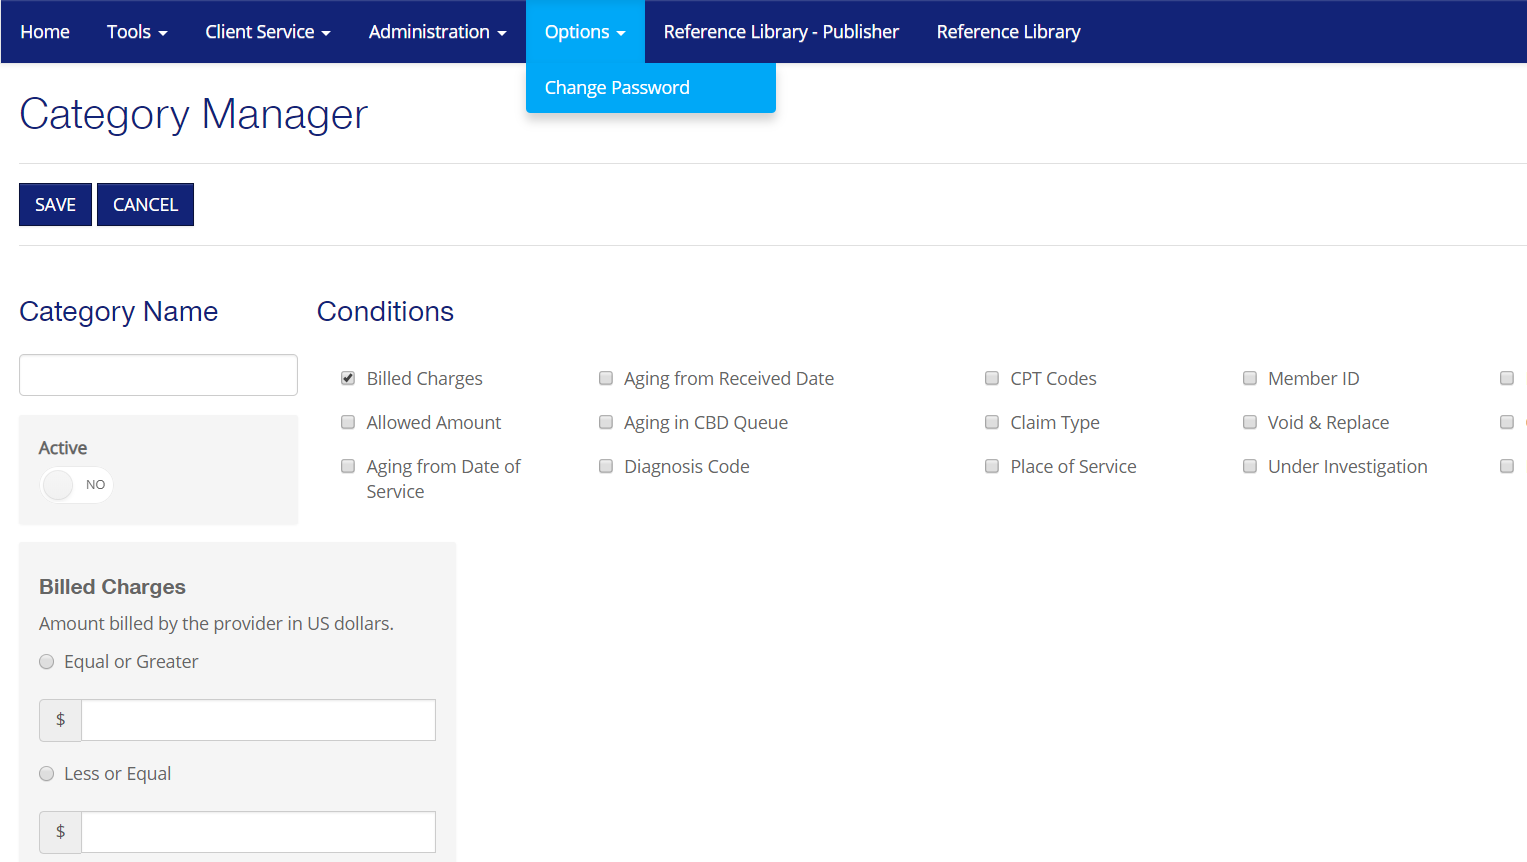 Home Tools Client Service Administration Options Reference Library - Publisher Reference Library
Change Password
Category Manager
SAVE CANCEL
Category Name Conditions
Billed Charges Aging from Received Date CPT Codes Member ID
Allowed Amount Aging in CBD Queue Claim Type Void & Replace
Active
Aging from Date of Diagnosis Code Place of Service Under Investigation
Service
NO
Billed Charges
Amount billed by the provider in US dollars.
Equal or Greater
$
Less or Equal
$